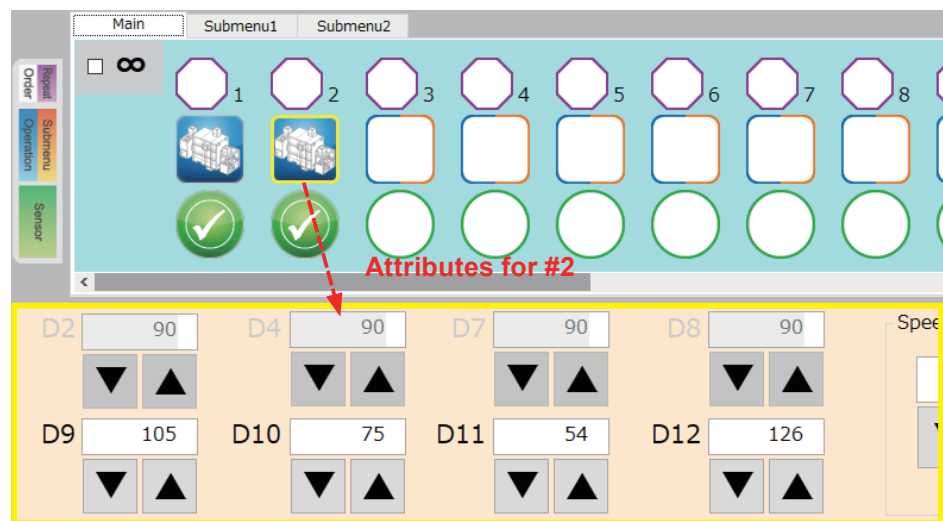 Main Submenu1 Submenu2
∞
1 2 3 4 5 6 7 8
Repeat
Order
Submenu
Operation
Sensor
Attributes for #2
D2 90 D4 90 D7 90 D8 90
Spee
D9 105 D10 75 D11 54 D12 126